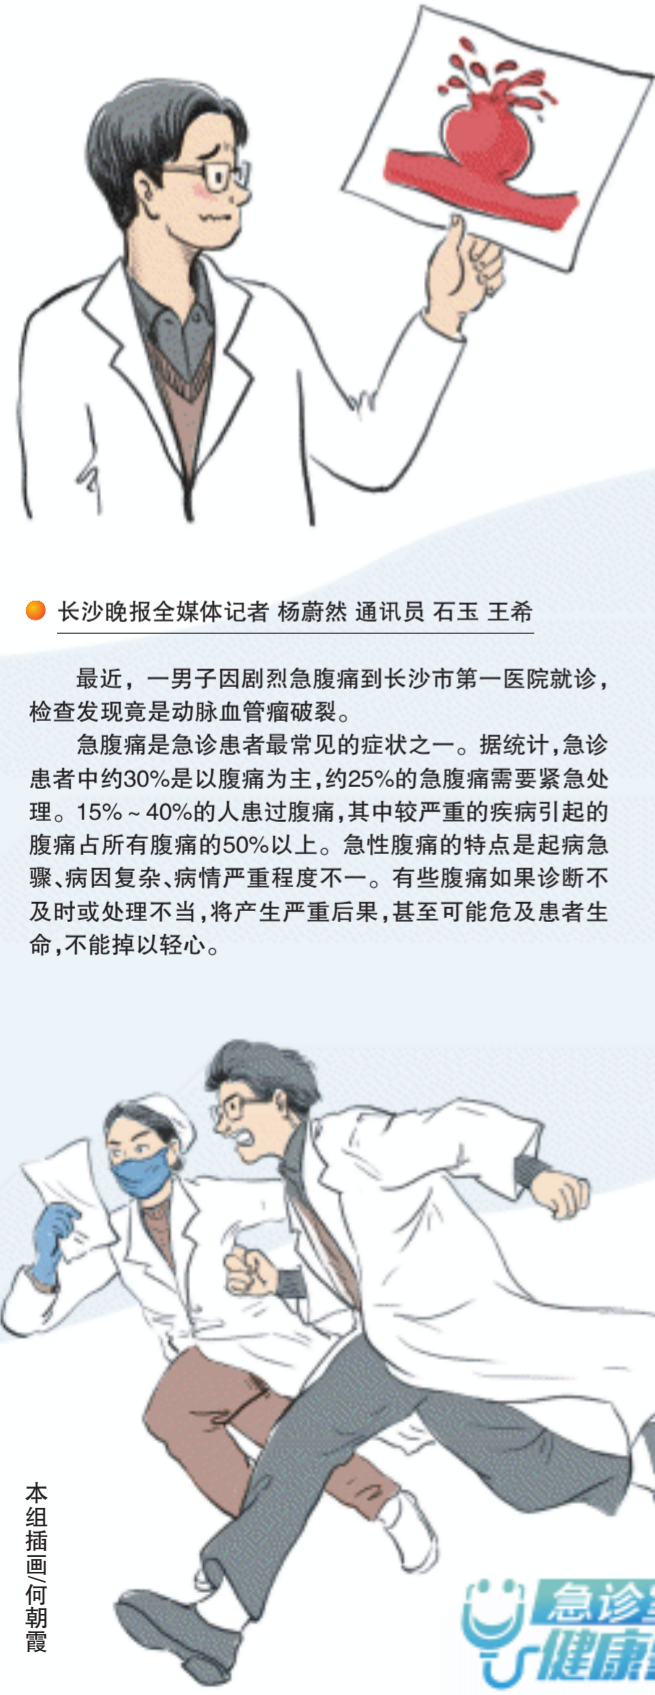 长沙晚报全媒体记者 杨蔚然 通讯员 石玉 王希
最近，一男子因剧烈急腹痛到长沙市第一医院就诊，
检查发现竟是动脉血管瘤破裂。
急腹痛是急诊患者最常见的症状之一。据统计,急诊
患者中约30%是以腹痛为主,约25%的急腹痛需要紧急处
理。15%~40%的人患过腹痛,其中较严重的疾病引起的
腹痛占所有腹痛的50%以上。急性腹痛的特点是起病急
骤、病因复杂、病情严重程度不一。有些腹痛如果诊断不
及时或处理不当,将产生严重后果,甚至可能危及患者生
命,不能掉以轻心。
本组插画/何朝霞
急诊
健康